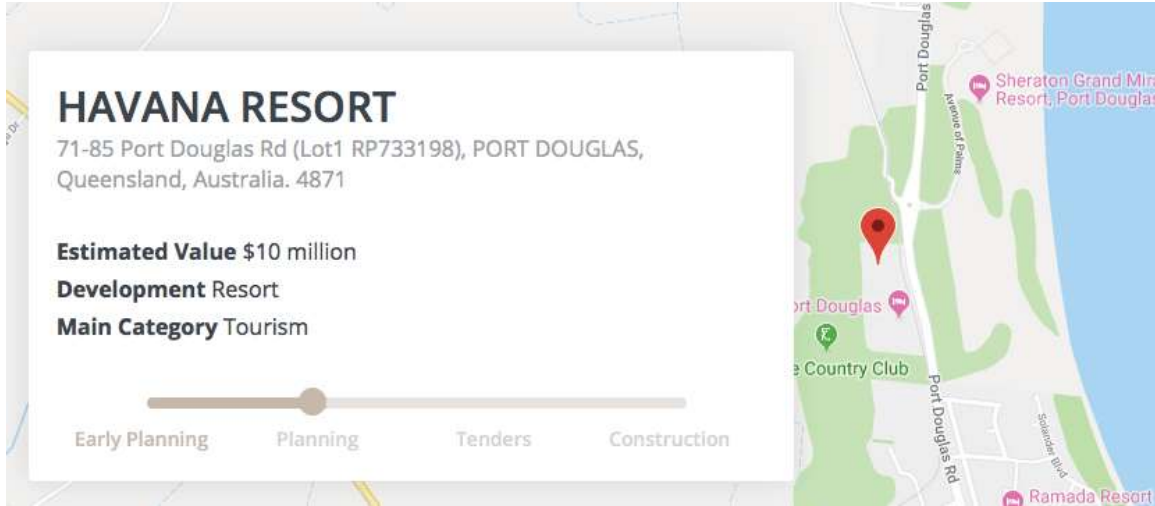 HAVANA RESORT
71-85 Port Douglas Rd (Lot1 RP733198), PORT DOUGLAS,
Queensland, Australia. 4871
Estimated Value $10 million
Development Resort
Main Category Tourism
Early Planning
Planning
Tenders
Construction
Port Douglas
Sheraton Grand Mir
Resort, Port Douglas
Avenue of Palms
ort Douglas
e Country Club
Port Douglas Rd
Solander Blvd
Ramada Resort